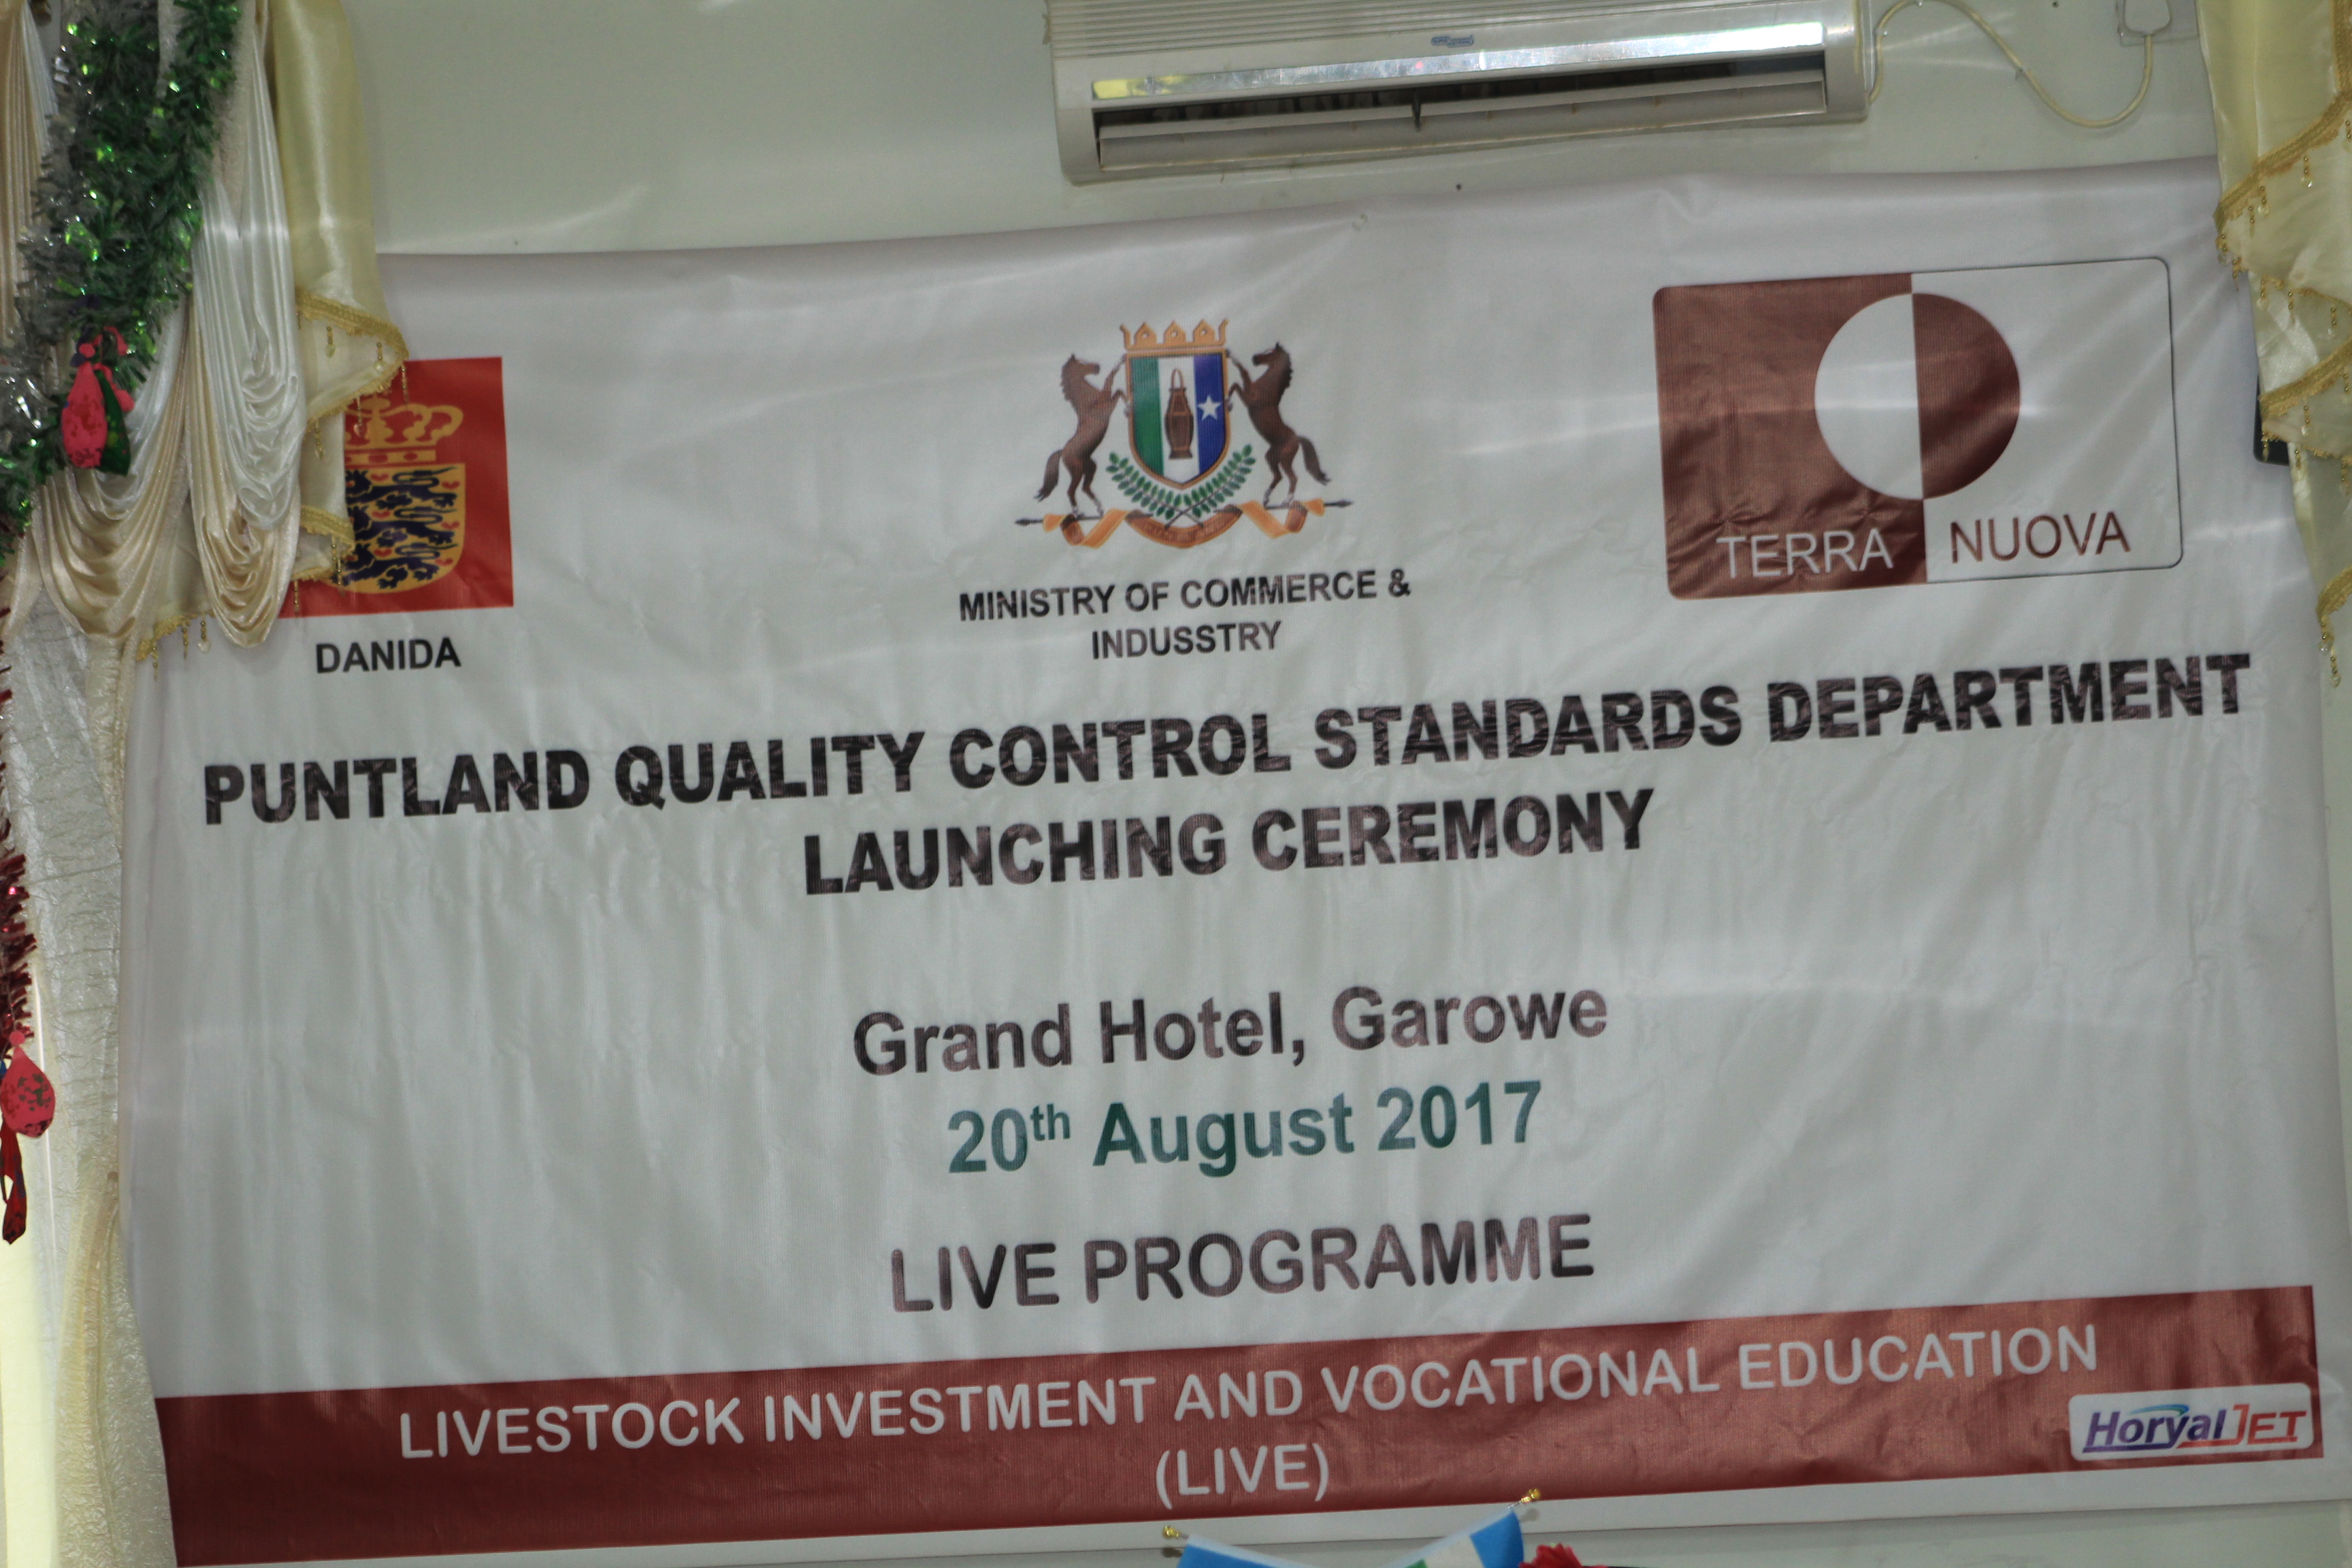 DANIDA
MINISTRY OF COMMERCE &
INDUSSTRY
TERRA NUOVA
PUNTLAND QUALITY CONTROL STANDARDS DEPARTMENT
LAUNCHING CEREMONY
Grand Hotel, Garowe
20th August 2017
LIVE PROGRAMME
LIVESTOCK INVESTMENT AND VOCATIONAL EDUCATION
(LIVE)
HoryalJET